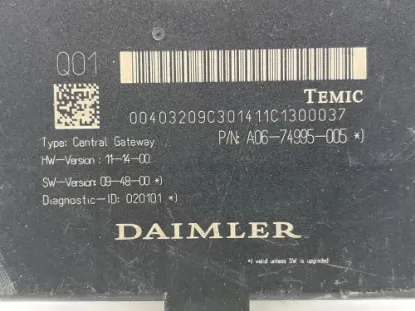 Q01
TEMIC
00403209C301411C1300037
Type: Central Gateway
P/N: A06-74995-005 *)
HW-Version : 11-14-00
SW-Version: 09-48-00 *)
Diagnostic-ID: 020101 *)
DAIMLER
*) valid unless SW is upgraded